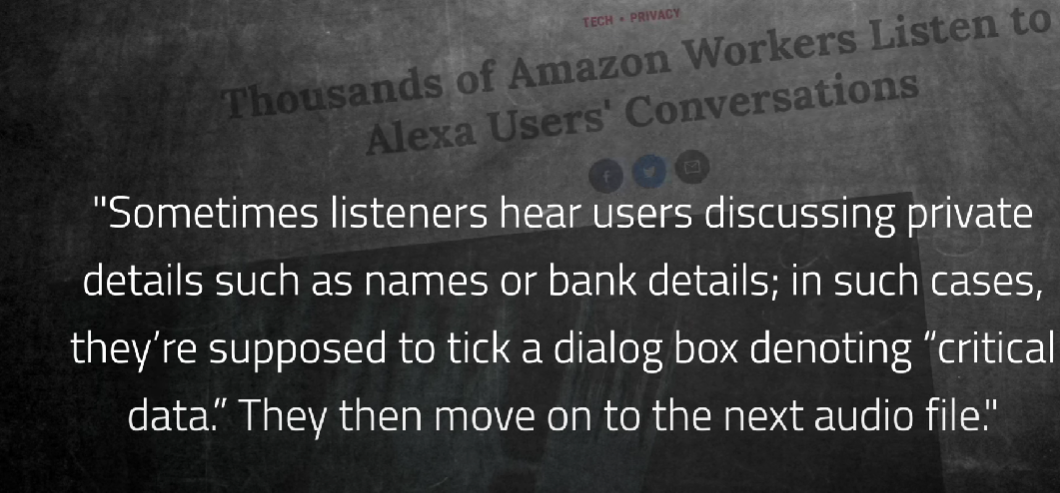 TECH • PRIVACY
Thousands of Amazon Workers Listen to
Alexa Users' Conversations
"Sometimes listeners hear users discussing private
details such as names or bank details; in such cases,
they’re supposed to tick a dialog box denoting “critical
data.” They then move on to the next audio file."